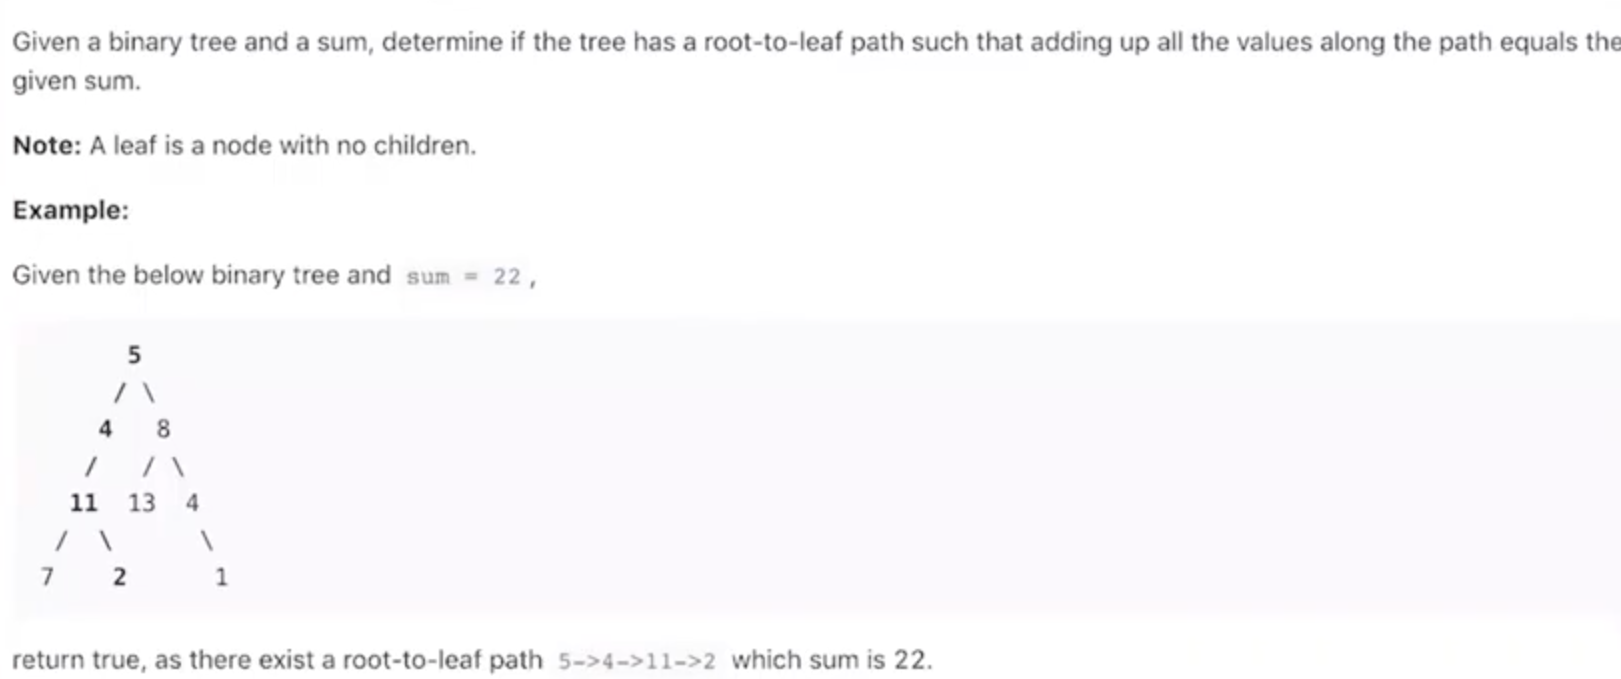 Given a binary tree and a sum, determine if the tree has a root-to-leaf path such that adding up all the values along the path equals the
given sum.
Note: A leaf is a node with no children.
Example:
Given the below binary tree and sum = 22 ,
5
/ \
4 8
/ / \
11 13 4
/ \ \
7 2 1
return true, as there exist a root-to-leaf path 5->4->11->2 which sum is 22.